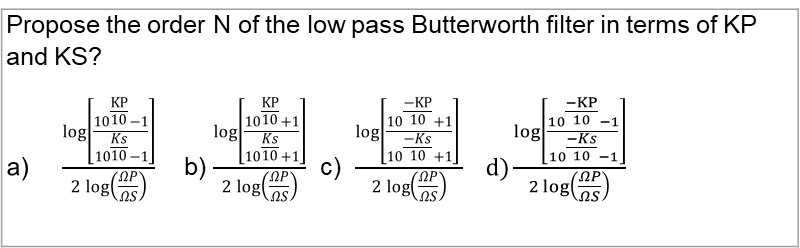 Propose the order N of the low pass Butterworth filter in terms of KP
and KS?
a) log[(10^(KP/10) −1)/(10^(Ks/10) −1)] / 2 log(ΩP/ΩS) b) log[(10^(KP/10) +1)/(10^(Ks/10) +1)] / 2 log(ΩP/ΩS) c) log[(10^(−KP/10) +1)/(10^(−Ks/10) +1)] / 2 log(ΩP/ΩS) d) log[(10^(−KP/10) −1)/(10^(−Ks/10) −1)] / 2 log(ΩP/ΩS)